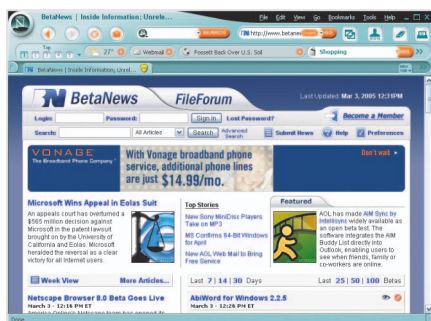 BetaNews | Inside Information; Unrele...
File Edit View Go Bookmarks Tools Help
http://www.betanews
27° Webmail Fossett Back Over U.S. Soil Shopping
BetaNews | Inside Information; Unrel...
BetaNews FileForum Last Updated: Mar 3, 2005 12:31PM
Login: Password: Sign In Lost Password? Become a Member
Search: All Articles Search Advanced Search Submit News Help Preferences
VONAGE
The Broadband Phone Company
With Vonage broadband phone
service, additional phone lines
are just $14.99/mo.
Don't wait
Microsoft Wins Appeal in Eolas Suit
An appeals court has overturned a
$565 million decision against
Microsoft in the patent lawsuit
brought on by the University of
California and Eolas. Microsoft
heralded the reversal as a clear
victory for all Internet users.
Top Stories
New Sony MiniDisc Players
Take on MP3
MS Confirms 64-Bit Windows
for April
New AOL Web Mail to Bring
Free Service
Featured
AOL has made AIM Sync by
Intellisync widely available as
an open beta test. The
software integrates the AIM
Buddy List directly into
Outlook, enabling users to
see when friends, family or
co-workers are online.
Week View More Articles...
Last 7 | 14 | 30 Days Last 25 | 50 | 100 Betas
Netscape Browser 8.0 Beta Goes Live
March 3 - 12:16 PM ET
AbiWord for Windows 2.2.5
March 3 - 12:26 PM ET
Done